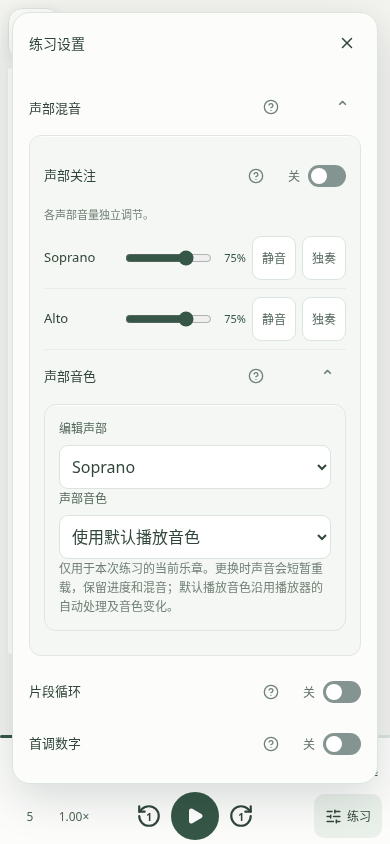 练习设置
声部混音
声部关注
关
各声部音量独立调节。
Soprano
75%
静音
独奏
Alto
75%
静音
独奏
声部音色
编辑声部
Soprano
声部音色
使用默认播放音色
仅用于本次练习的当前乐章。更换时声音会短暂重
载，保留进度和混音；默认播放音色沿用播放器的
自动处理及音色变化。
片段循环
关
首调数字
关
5
1.00×
1
1
练习